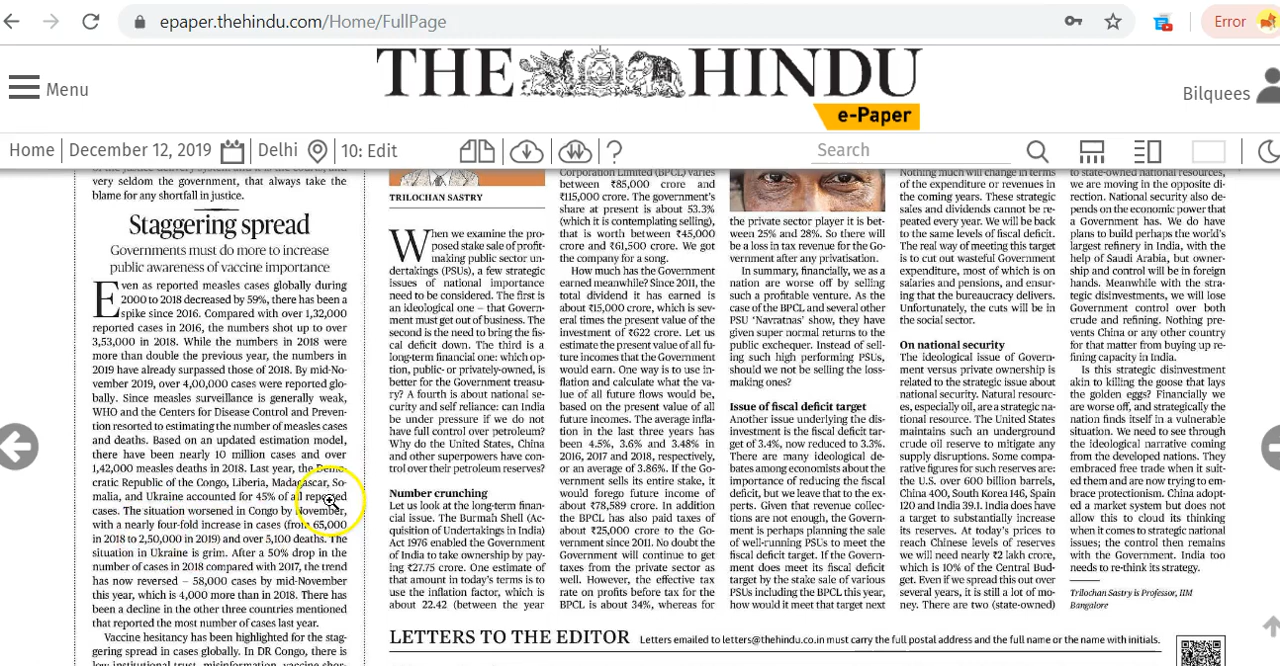 epaper.thehindu.com/Home/FullPage
Error
Menu
THE HINDU
e-Paper
Bilquees
Home
December 12, 2019
Delhi
10: Edit
?
Search
very seldom the government, that always take the
blame for any shortfall in justice.
Staggering spread
Governments must do more to increase
public awareness of vaccine importance
Even as reported measles cases globally during
2000 to 2018 decreased by 59%, there has been a
spike since 2016. Compared with over 1,32,000
reported cases in 2016, the numbers shot up to over
3,53,000 in 2018. While the numbers in 2018 were
more than double the previous year, the numbers in
2019 have already surpassed those of 2018. By mid-No-
vember 2019, over 4,00,000 cases were reported glo-
bally. Since measles surveillance is generally weak,
WHO and the Centers for Disease Control and Preven-
tion resorted to estimating the number of measles cases
and deaths. Based on an updated estimation model,
there have been nearly 10 million cases and over
1,42,000 measles deaths in 2018. Last year, the Demo-
cratic Republic of the Congo, Liberia, Madagascar, So-
malia, and Ukraine accounted for 45% of all reported
cases. The situation worsened in Congo by November,
with a nearly four-fold increase in cases (from 65,000
in 2018 to 2,50,000 in 2019) and over 5,100 deaths. The
situation in Ukraine is grim. After a 50% drop in the
number of cases in 2018 compared with 2017, the trend
has now reversed – 58,000 cases by mid-November
this year, which is 4,000 more than in 2018. There has
been a decline in the other three countries mentioned
that reported the most number of cases last year.
Vaccine hesitancy has been highlighted for the stag-
gering spread in cases globally. In DR Congo, there is
TRILOCHAN SASTRY
When we examine the pro-
posed stake sale of profit-
making public sector un-
dertakings (PSUs), a few strategic
issues of national importance
need to be considered. The first is
an ideological one – that Govern-
ment must get out of business. The
second is the need to bring the fis-
cal deficit down. The third is a
long-term financial one: which op-
tion, public- or privately-owned, is
better for the Government treasu-
ry? A fourth is about national se-
curity and self reliance: can India
be under pressure if we do not
have full control over petroleum?
Why do the United States, China
and other superpowers have con-
trol over their petroleum reserves?
Number crunching
Let us look at the long-term finan-
cial issue. The Burmah Shell (Ac-
quisition of Undertakings in India)
Act 1976 enabled the Government
of India to take ownership by pay-
ing ₹27.75 crore. One estimate of
that amount in today's terms is to
use the inflation factor, which is
about 22.42 (between the year
Corporation Limited (BPCL) varies
between ₹85,000 crore and
₹115,000 crore. The government's
share at present is about 53.3%
(which it is contemplating selling),
that is worth between ₹45,000
crore and ₹61,500 crore. We got
the company for a song.
How much has the Government
earned meanwhile? Since 2011, the
total dividend it has earned is
about ₹15,000 crore, which is sev-
eral times the present value of the
investment of ₹622 crore. Let us
estimate the present value of all fu-
ture incomes that the Government
would earn. One way is to use in-
flation and calculate what the va-
lue of all future flows would be,
based on the present value of all
future incomes. The average infla-
tion in the last three years has
been 4.5%, 3.6% and 3.48% in
2016, 2017 and 2018, respectively,
or an average of 3.86%. If the Go-
vernment sells its entire stake, it
would forego future income of
about ₹78,589 crore. In addition
the BPCL has also paid taxes of
about ₹25,000 crore to the Go-
vernment since 2011. No doubt the
Government will continue to get
taxes from the private sector as
well. However, the effective tax
rate on profits before tax for the
BPCL is about 34%, whereas for
the private sector player it is bet-
ween 25% and 28%. So there will
be a loss in tax revenue for the Go-
vernment after any privatisation.
In summary, financially, we as a
nation are worse off by selling
such a profitable venture. As the
case of the BPCL and several other
PSU 'Navratnas' show, they have
given super normal returns to the
public exchequer. Instead of sell-
ing such high performing PSUs,
should we not be selling the loss-
making ones?
Issue of fiscal deficit target
Another issue underlying the dis-
investment is the fiscal deficit tar-
get of 3.4%, now reduced to 3.3%.
There are many ideological de-
bates among economists about the
importance of reducing the fiscal
deficit, but we leave that to the ex-
perts. Given that revenue collec-
tions are not enough, the Govern-
ment is perhaps planning the sale
of well-running PSUs to meet the
fiscal deficit target. If the Govern-
ment does meet its fiscal deficit
target by the stake sale of various
PSUs including the BPCL this year,
how would it meet that target next
Nothing much will change in terms
of the expenditure or revenues in
the coming years. These strategic
sales and dividends cannot be re-
peated every year. We will be back
to the same levels of fiscal deficit.
The real way of meeting this target
is to cut out wasteful Government
expenditure, most of which is on
salaries and pensions, and ensur-
ing that the bureaucracy delivers.
Unfortunately, the cuts will be in
the social sector.
On national security
The ideological issue of Govern-
ment versus private ownership is
related to the strategic issue about
national security. Natural resourc-
es, especially oil, are a strategic na-
tional resource. The United States
maintains such an underground
crude oil reserve to mitigate any
supply disruptions. Some compa-
rative figures for such reserves are:
the U.S. over 600 billion barrels,
China 400, South Korea 146, Spain
120 and India 39.1. India does have
a target to substantially increase
its reserves. At today's prices to
reach Chinese levels of reserves
we will need nearly ₹2 lakh crore,
which is 10% of the Central Bud-
get. Even if we spread this out over
several years, it is still a lot of mo-
ney. There are two (state-owned)
to state-owned national resources,
we are moving in the opposite di-
rection. National security also de-
pends on the economic power that
a Government has. We do have
plans to build perhaps the world's
largest refinery in India, with the
help of Saudi Arabia, but owner-
ship and control will be in foreign
hands. Meanwhile with the stra-
tegic disinvestments, we will lose
Government control over both
crude and refining. Nothing pre-
vents China or any other country
for that matter from buying up re-
fining capacity in India.
Is this strategic disinvestment
akin to killing the goose that lays
the golden eggs? Financially we
are worse off, and strategically the
nation finds itself in a vulnerable
situation. We need to see through
the ideological narrative coming
from the developed nations. They
embraced free trade when it suit-
ed them and are now trying to em-
brace protectionism. China adopt-
ed a market system but does not
allow this to cloud its thinking
when it comes to strategic national
issues; the control then remains
with the Government. India too
needs to re-think its strategy.
Trilochan Sastry is Professor, IIM
Bangalore
LETTERS TO THE EDITOR Letters emailed to letters@thehindu.co.in must carry the full postal address and the full name or the name with initials.